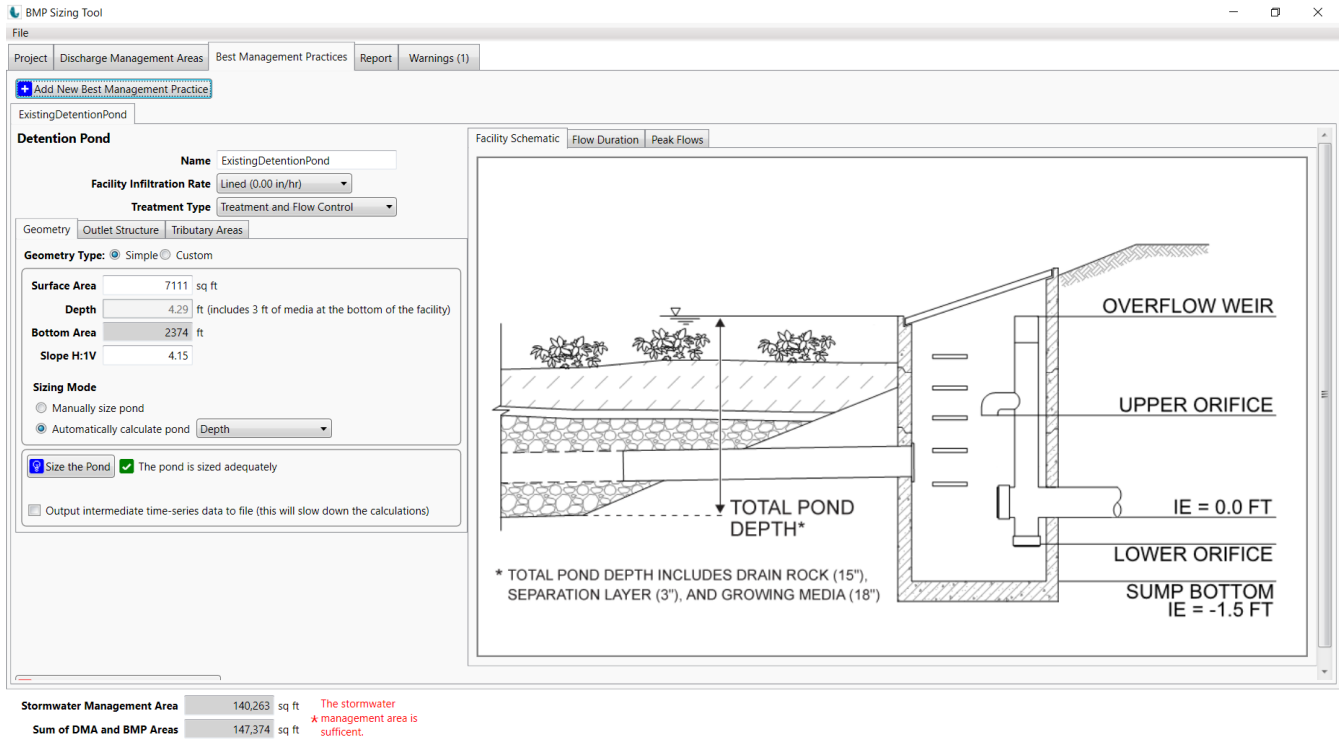 BMP Sizing Tool
File
Project Discharge Management Areas Best Management Practices Report Warnings (1)
Add New Best Management Practice
ExistingDetentionPond
Detention Pond
Name ExistingDetentionPond
Facility Infiltration Rate Lined (0.00 in/hr)
Treatment Type Treatment and Flow Control
Geometry Outlet Structure Tributary Areas
Geometry Type: Simple Custom
Surface Area 7111 sq ft
Depth 4.29 ft (includes 3 ft of media at the bottom of the facility)
Bottom Area 2374 ft
Slope H:1V 4.15
Sizing Mode
Manually size pond
Automatically calculate pond Depth
Size the Pond The pond is sized adequately
Output intermediate time-series data to file (this will slow down the calculations)
Facility Schematic Flow Duration Peak Flows
OVERFLOW WEIR
UPPER ORIFICE
TOTAL POND
DEPTH*
IE = 0.0 FT
LOWER ORIFICE
* TOTAL POND DEPTH INCLUDES DRAIN ROCK (15"),
SEPARATION LAYER (3"), AND GROWING MEDIA (18")
SUMP BOTTOM
IE = -1.5 FT
Stormwater Management Area 140,263 sq ft
Sum of DMA and BMP Areas 147,374 sq ft
The stormwater
* management area is
sufficent.